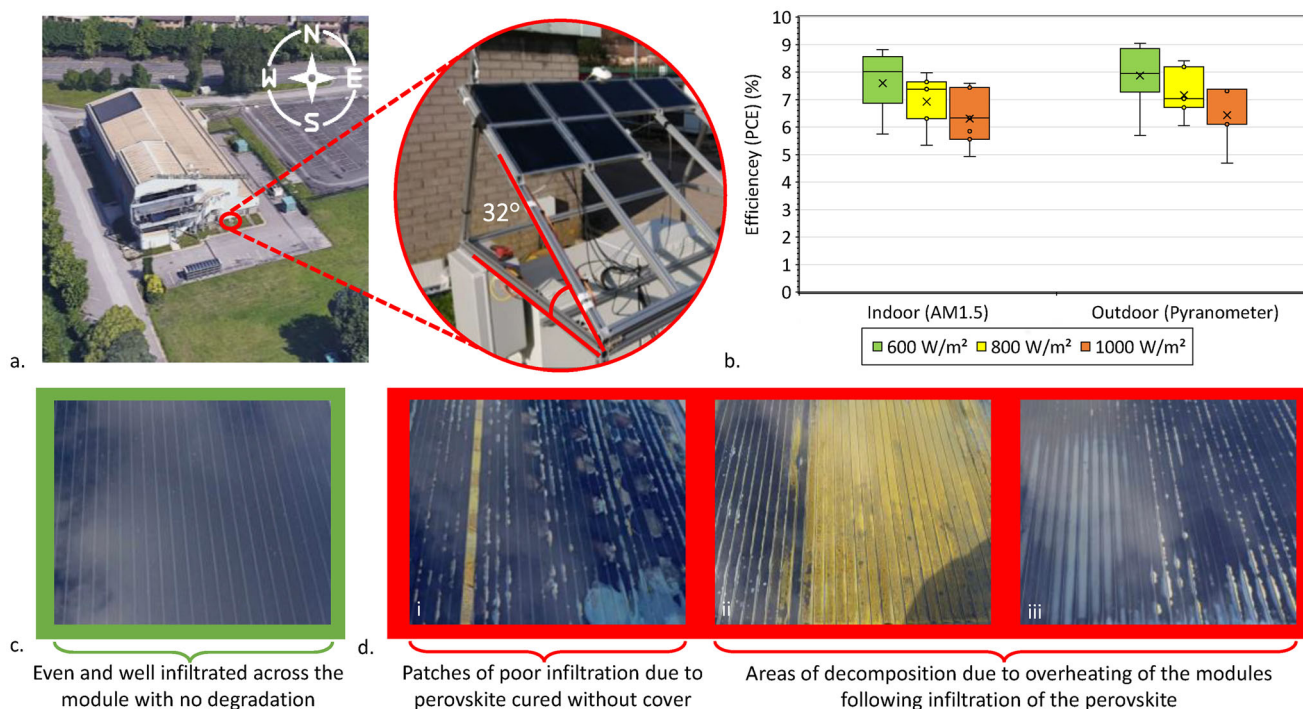 N
W E
S
32°
a.
Efficiencey (PCE) (%)
10
9
8
7
6
5
4
3
2
1
0
Indoor (AM1.5) Outdoor (Pyranometer)
600 W/m² 800 W/m² 1000 W/m²
b.
i
ii
iii
c.
Even and well infiltrated across the
module with no degradation
d.
Patches of poor infiltration due to
perovskite cured without cover
Areas of decomposition due to overheating of the modules
following infiltration of the perovskite